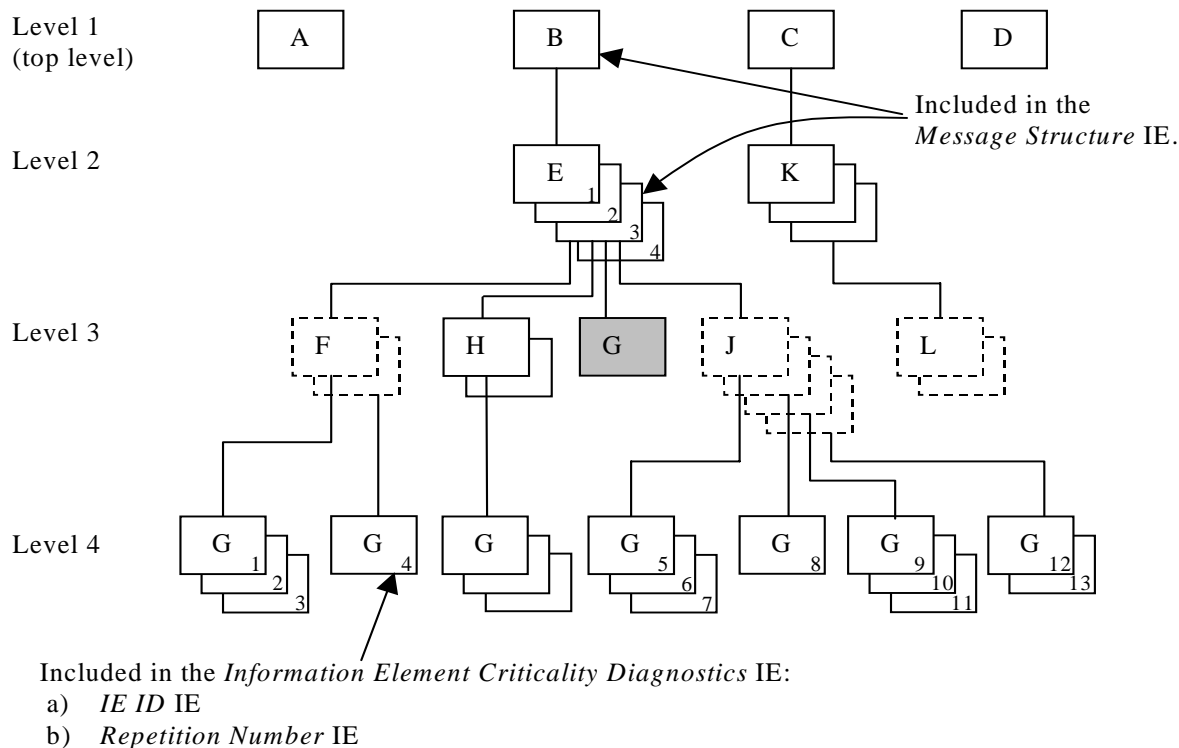 Level 1
(top level)
A
B
C
D
Included in the
Message Structure IE.
Level 2
E
1
2
3
4
K
Level 3
F
H
G
J
L
Level 4
G
1
2
3
G
4
G
G
5
6
7
G
8
G
9
10
11
G
12
13
Included in the Information Element Criticality Diagnostics IE:
a) IE ID IE
b) Repetition Number IE